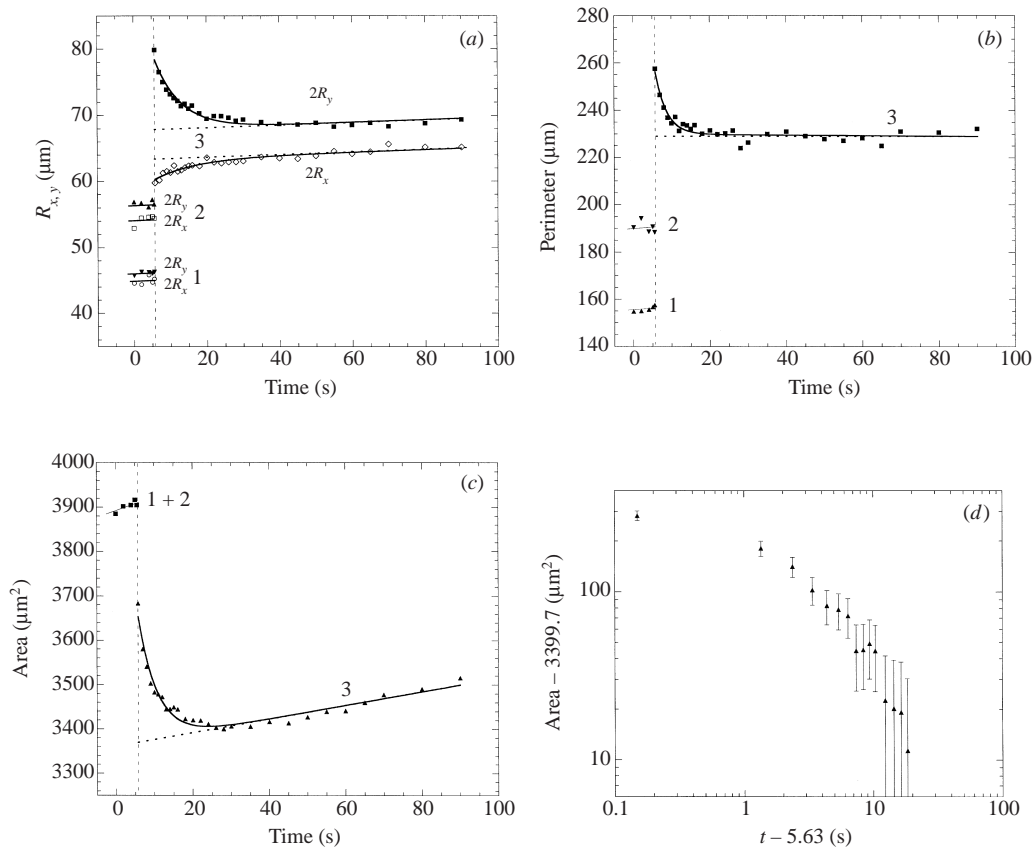 (a)
80
70
60
50
40
R_{x, y} (μm)
2R_y
3
2R_x
2R_y
2
2R_x
2R_y
1
2R_x
0 20 40 60 80 100
Time (s)
(b)
280
260
240
220
200
180
160
140
Perimeter (μm)
3
2
1
0 20 40 60 80 100
Time (s)
(c)
4000
3900
3800
3700
3600
3500
3400
3300
Area (μm²)
1 + 2
3
0 20 40 60 80 100
Time (s)
(d)
100
10
Area – 3399.7 (μm²)
0.1 1 10 100
t – 5.63 (s)